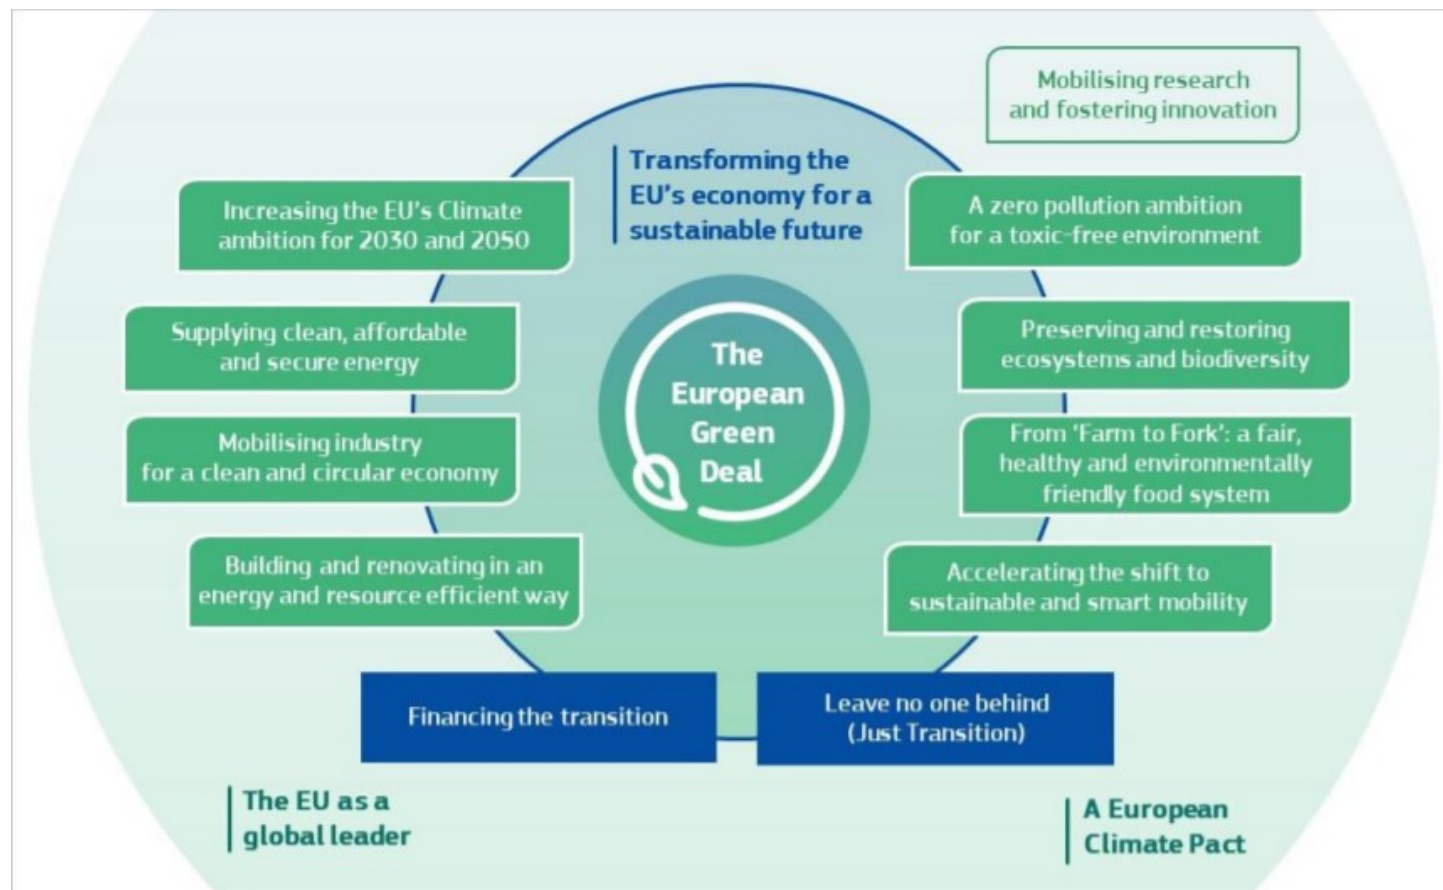 Mobilising research
and fostering innovation
Transforming the
EU's economy for a
sustainable future
Increasing the EU's Climate
ambition for 2030 and 2050
A zero pollution ambition
for a toxic-free environment
Supplying clean, affordable
and secure energy
The
European
Green
Deal
Preserving and restoring
ecosystems and biodiversity
Mobilising industry
for a clean and circular economy
From ‘Farm to Fork’: a fair,
healthy and environmentally
friendly food system
Building and renovating in an
energy and resource efficient way
Accelerating the shift to
sustainable and smart mobility
Financing the transition
Leave no one behind
(Just Transition)
The EU as a
global leader
A European
Climate Pact